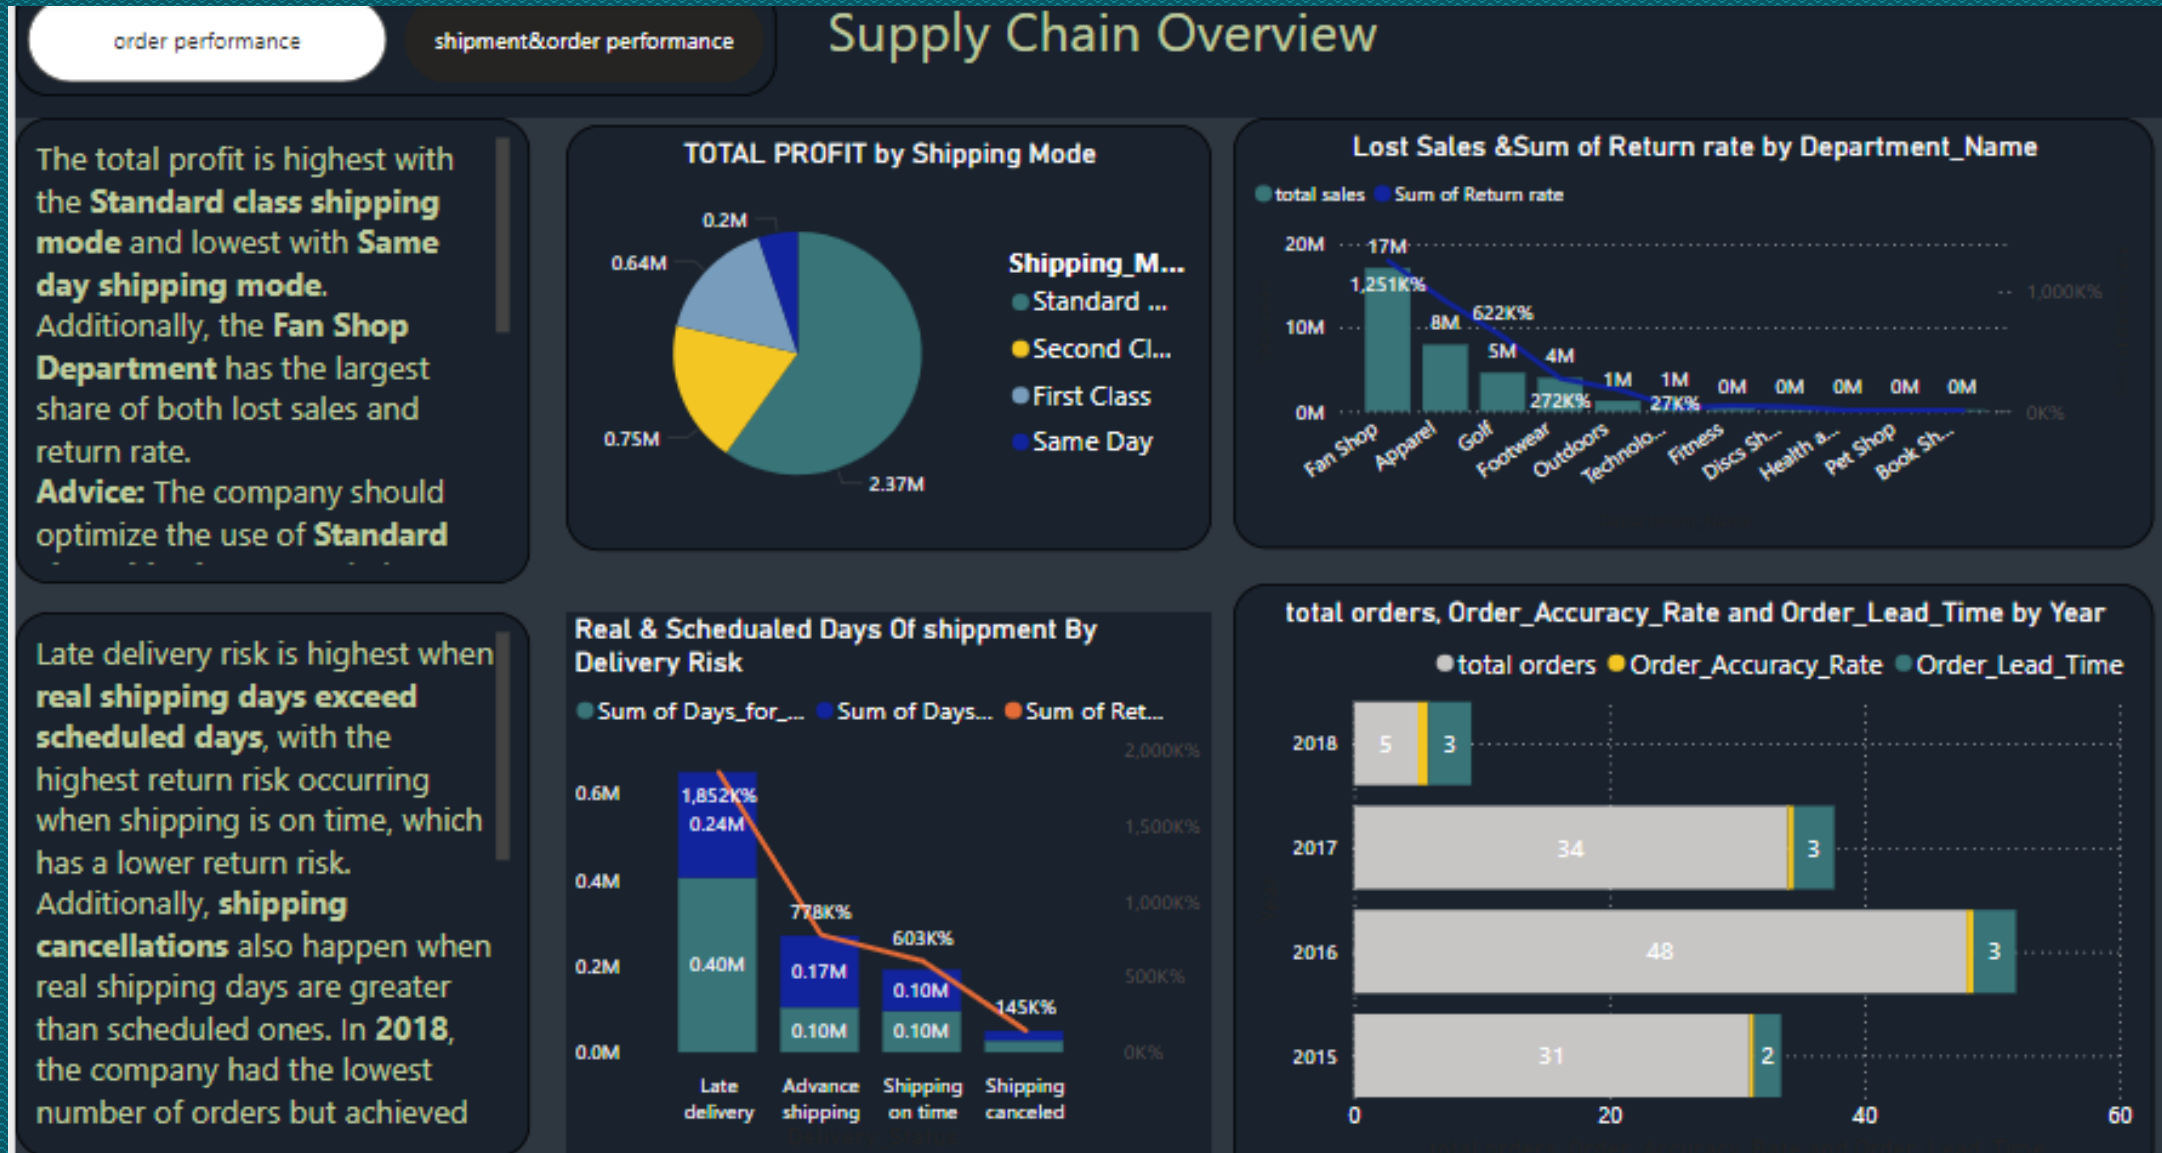 order performance
shipment&order performance
Supply Chain Overview
The total profit is highest with
the Standard class shipping
mode and lowest with Same
day shipping mode.
Additionally, the Fan Shop
Department has the largest
share of both lost sales and
return rate.
Advice: The company should
optimize the use of Standard
TOTAL PROFIT by Shipping Mode
0.2M
0.64M
0.75M
2.37M
Shipping_M...
Standard ...
Second Cl...
First Class
Same Day
Lost Sales &Sum of Return rate by Department_Name
total sales
Sum of Return rate
20M
10M
0M
17M
1,251K%
8M
622K%
5M
4M
272K%
1M
1M
27K%
0M
0M
0M
0M
0M
1,000K%
0K%
Fan Shop
Apparel
Golf
Footwear
Outdoors
Technolo...
Fitness
Discs Sh...
Health a...
Pet Shop
Book Sh...
Late delivery risk is highest when
real shipping days exceed
scheduled days, with the
highest return risk occurring
when shipping is on time, which
has a lower return risk.
Additionally, shipping
cancellations also happen when
real shipping days are greater
than scheduled ones. In 2018,
the company had the lowest
number of orders but achieved
Real & Schedualed Days Of shippment By
Delivery Risk
Sum of Days_for_...
Sum of Days...
Sum of Ret...
0.6M
0.4M
0.2M
0.0M
2,000K%
1,500K%
1,000K%
500K%
0K%
1,852K%
0.24M
0.40M
778K%
0.17M
0.10M
603K%
0.10M
0.10M
145K%
Late
delivery
Advance
shipping
Shipping
on time
Shipping
canceled
total orders, Order_Accuracy_Rate and Order_Lead_Time by Year
total orders
Order_Accuracy_Rate
Order_Lead_Time
2018
5
3
2017
34
3
2016
48
3
2015
31
2
0
20
40
60